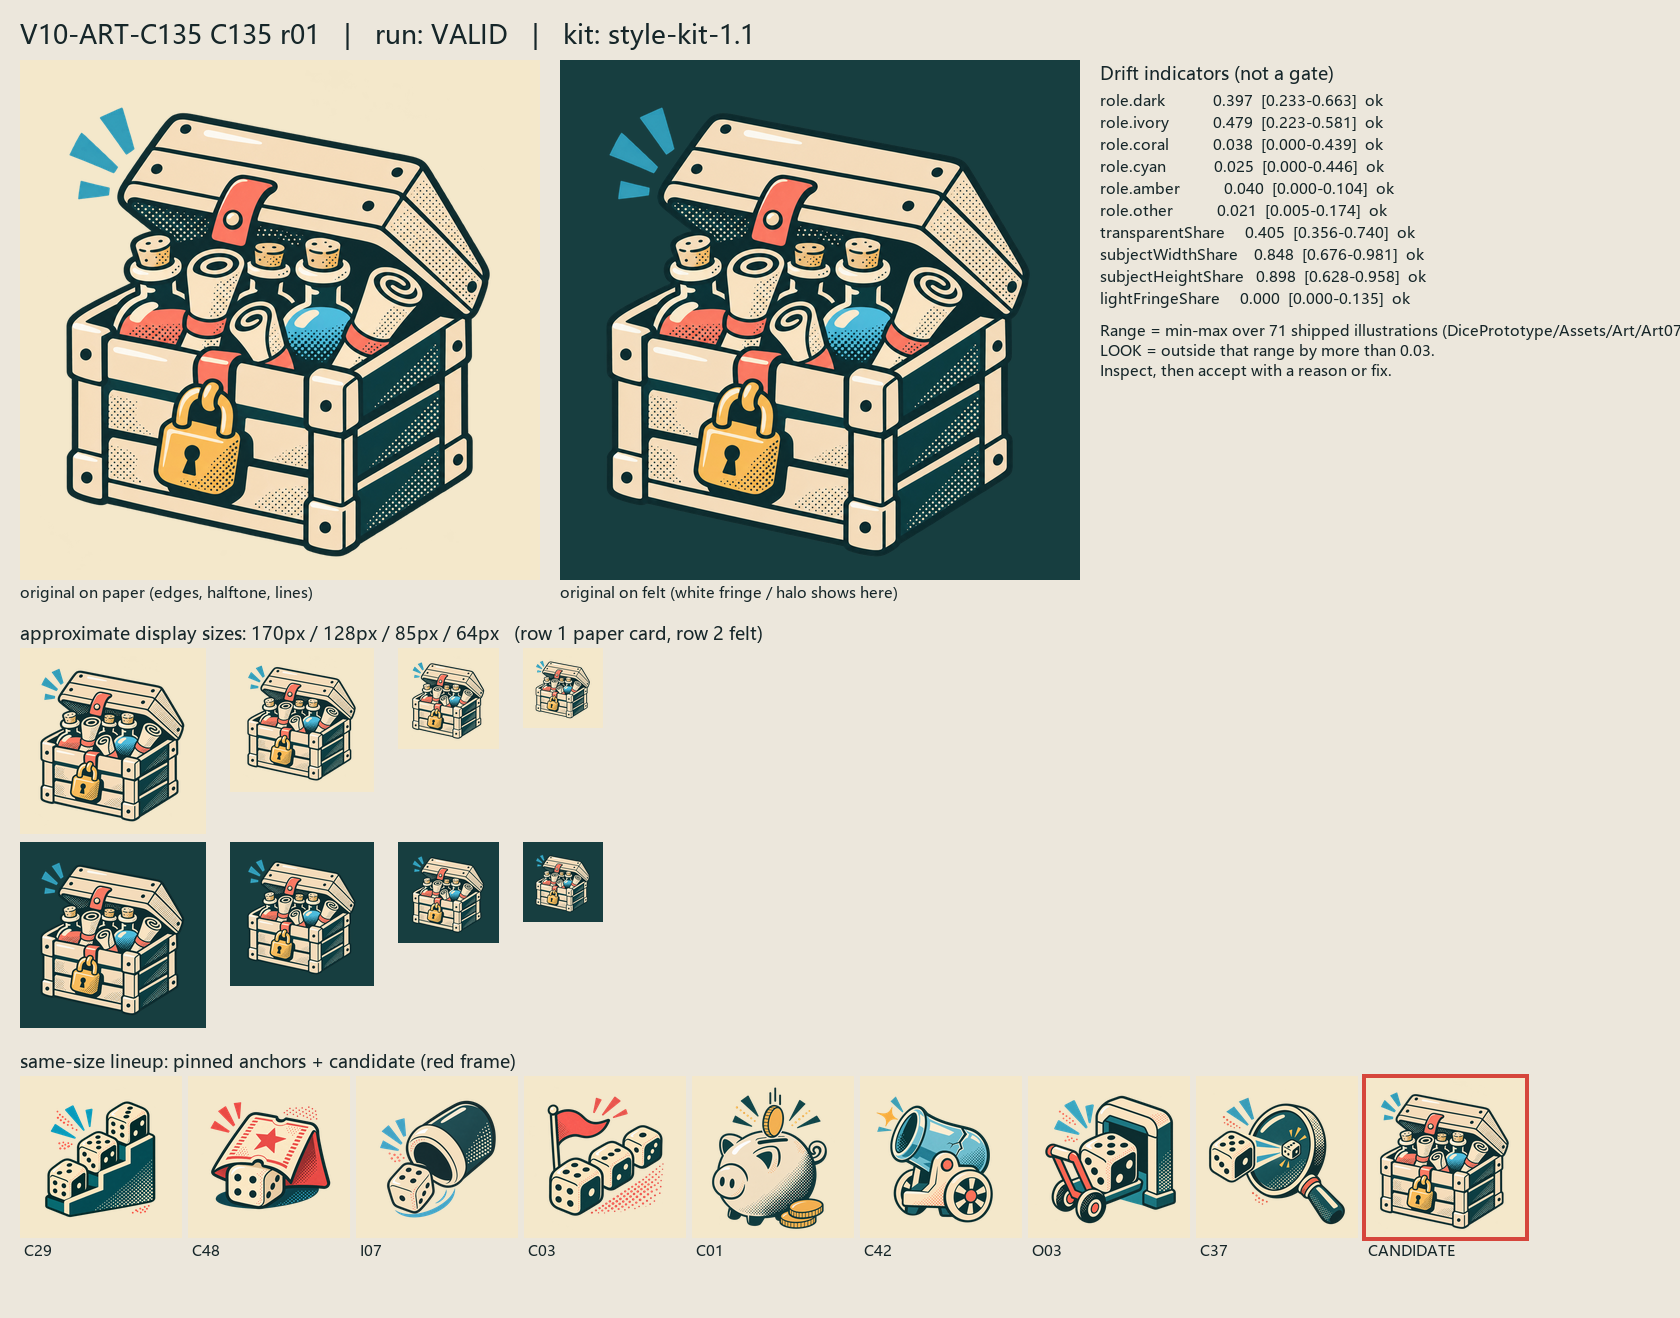 V10-ART-C135 C135 r01 | run: VALID | kit: style-kit-1.1
Drift indicators (not a gate)
role.dark 0.397 [0.233-0.663] ok
role.ivory 0.479 [0.223-0.581] ok
role.coral 0.038 [0.000-0.439] ok
role.cyan 0.025 [0.000-0.446] ok
role.amber 0.040 [0.000-0.104] ok
role.other 0.021 [0.005-0.174] ok
transparentShare 0.405 [0.356-0.740] ok
subjectWidthShare 0.848 [0.676-0.981] ok
subjectHeightShare 0.898 [0.628-0.958] ok
lightFringeShare 0.000 [0.000-0.135] ok
Range = min-max over 71 shipped illustrations (DicePrototype/Assets/Art/Art07
LOOK = outside that range by more than 0.03.
Inspect, then accept with a reason or fix.
original on paper (edges, halftone, lines)
original on felt (white fringe / halo shows here)
approximate display sizes: 170px / 128px / 85px / 64px (row 1 paper card, row 2 felt)
same-size lineup: pinned anchors + candidate (red frame)
C29
C48
I07
C03
C01
C42
O03
C37
CANDIDATE